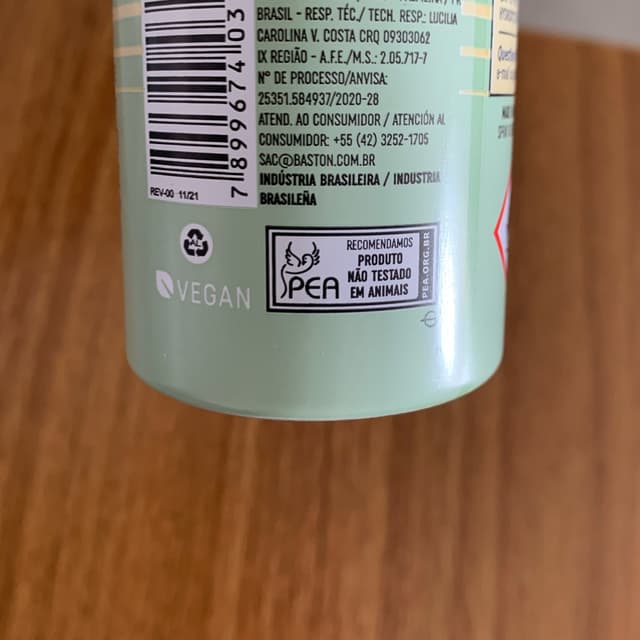 BRASIL - RESP. TÉC./ TECH. RESP.: LUCILIA
CAROLINA V. COSTA CRQ 09303062
IX REGIÃO - A.F.E./M.S.: 2.05.717-7
Nº DE PROCESSO/ANVISA:
25351.584937/2020-28
ATEND. AO CONSUMIDOR / ATENCIÓN AL
CONSUMIDOR: +55 (42) 3252-1705
SAC@BASTON.COM.BR
INDÚSTRIA BRASILEIRA / INDUSTRIA
BRASILEÑA
7 899674 03
REV-00 11/21
AL
VEGAN
PEA
RECOMENDAMOS
PRODUTO
NÃO TESTADO
EM ANIMAIS
PEA.ORG.BR